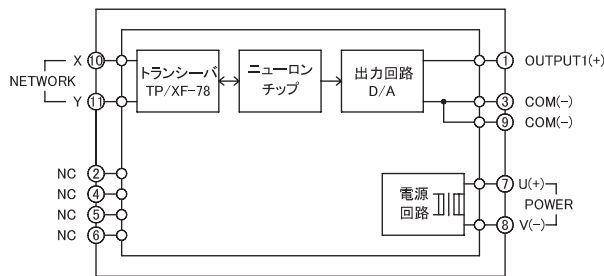 X ⑩
NETWORK
Y ⑪
トランシーバ
TP/XF-78
ニューロン
チップ
出力回路
D/A
① OUTPUT1(+)
③ COM(-)
⑨ COM(-)
NC ②
NC ④
NC ⑤
NC ⑥
電源
回路
⑦ U(+)
POWER
⑧ V(-)